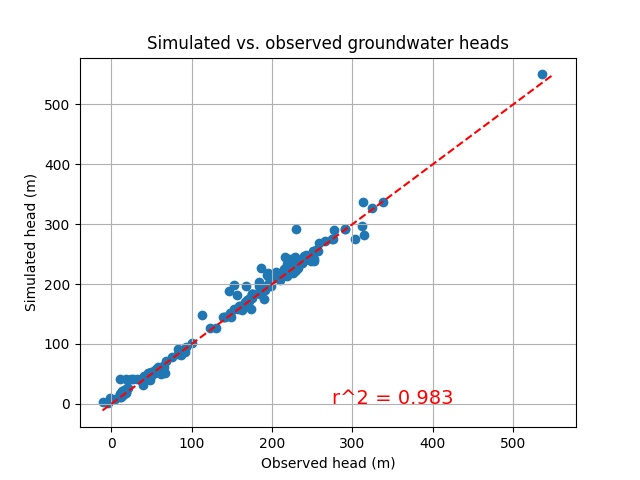 Simulated vs. observed groundwater heads
Simulated head (m)
500
400
300
200
100
0
r^2 = 0.983
0 100 200 300 400 500
Observed head (m)